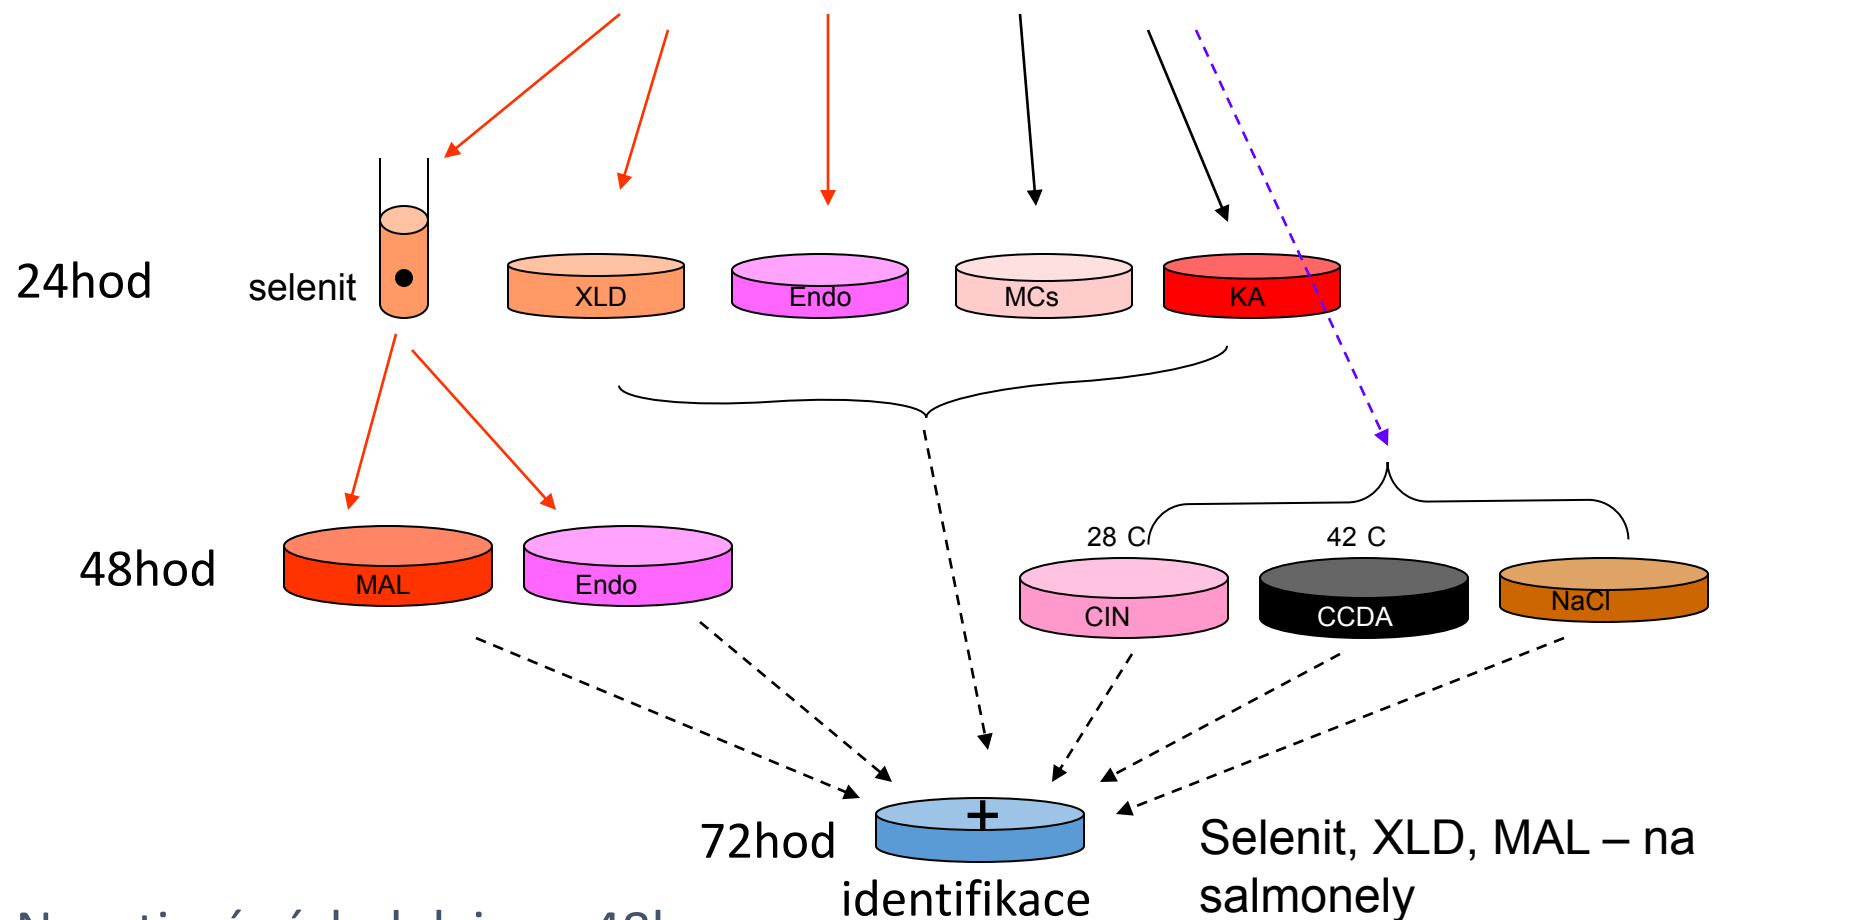 24hod
selenit
XLD
Endo
MCs
KA
28 C
42 C
48hod
MAL
Endo
CIN
CCDA
NaCl
+
72hod
identifikace
Selenit, XLD, MAL – na
salmonely